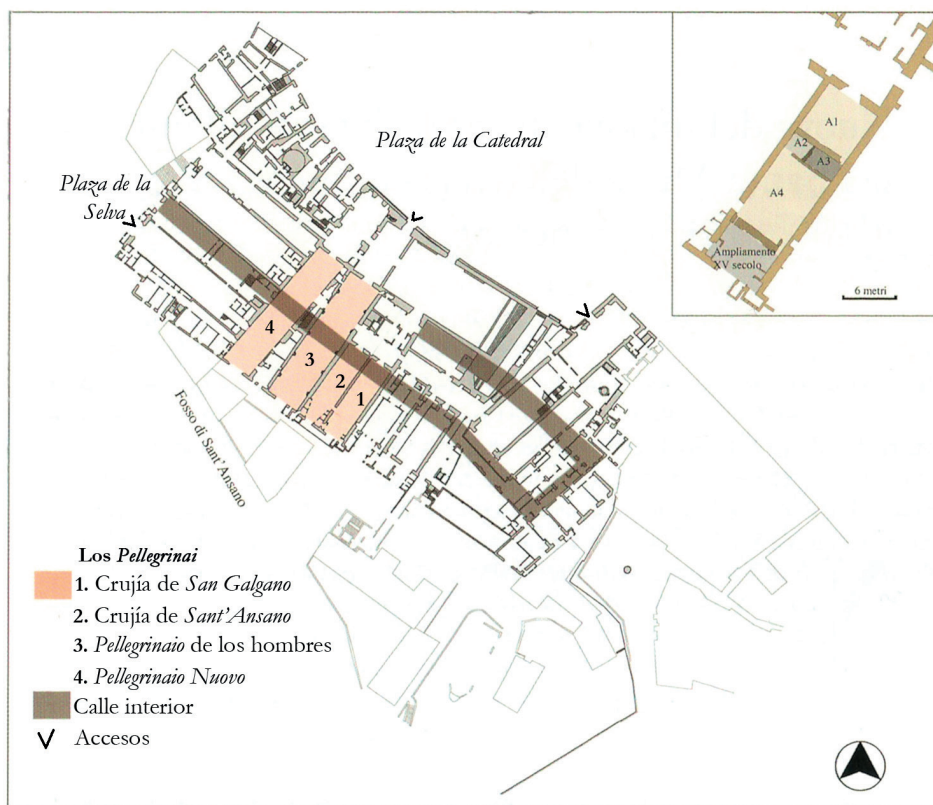 Plaza de la Catedral
Plaza de la
Selva
A1
A2
A3
A4
Ampliamento
XV secolo
6 metri
4
3
2
1
Fosso di Sant'Ansano
Los Pellegrinai
1. Crujía de San Galgano
2. Crujía de Sant'Ansano
3. Pellegrinaio de los hombres
4. Pellegrinaio Nuovo
Calle interior
Accesos